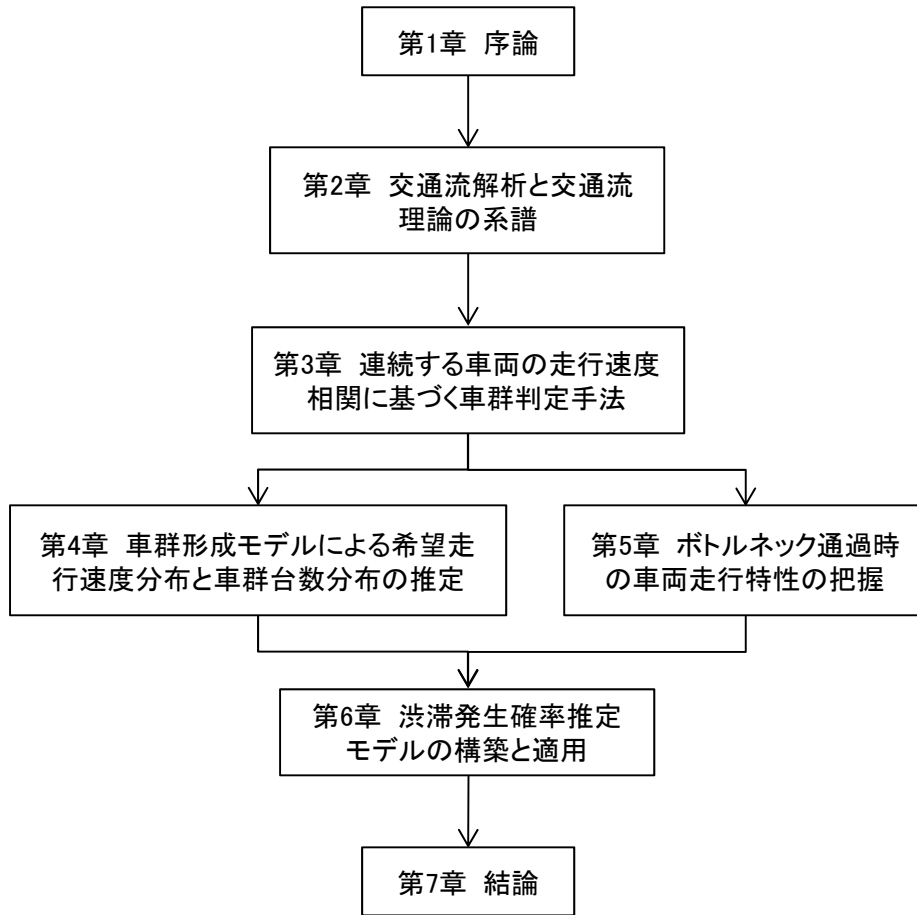 第1章 序論
第2章 交通流解析と交通流
理論の系譜
第3章 連続する車両の走行速度
相関に基づく車群判定手法
第4章 車群形成モデルによる希望走
行速度分布と車群台数分布の推定
第5章 ボトルネック通過時
の車両走行特性の把握
第6章 渋滞発生確率推定
モデルの構築と適用
第7章 結論